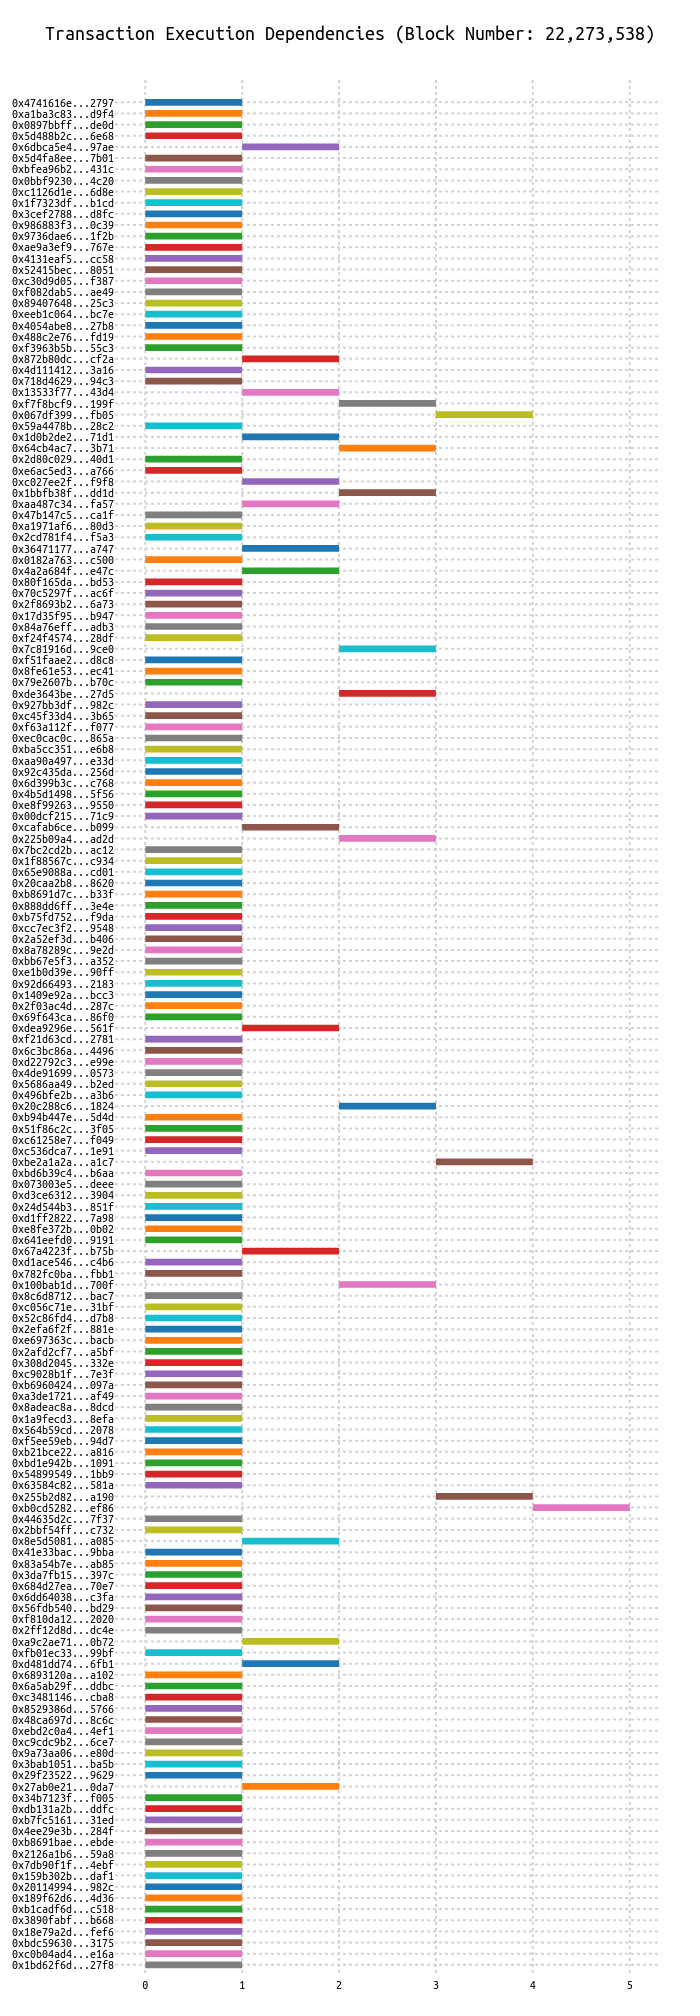 Transaction Execution Dependencies (Block Number: 22,273,538)
0x4741616e...2797
0xa1ba3c83...d9f4
0x0897bbff...de0d
0x5d488b2c...6e68
0x6dbca5e4...97ae
0x5d4fa8ee...7b01
0xbfea96b2...431c
0x0bbf9230...4c20
0xc1126d1e...6d8e
0x1f7323df...b1cd
0x3cef2788...d8fc
0x986883f3...0c39
0x9736dae6...1f2b
0xae9a3ef9...767e
0x4131eaf5...cc58
0x52415bec...8051
0xc30d9d05...f387
0xf082dab5...ae49
0x89407648...25c3
0xeeb1c064...bc7e
0x4054abe8...27b8
0x488c2e76...fd19
0xf3963b5b...55c3
0x872b80dc...cf2a
0x4d111412...3a16
0x718d4629...94c3
0x13533f77...43d4
0xf7f8bcf9...199f
0x067df399...fb05
0x59a4478b...28c2
0x1d0b2de2...71d1
0x64cb4ac7...3b71
0x2d80c029...40d1
0xe6ac5ed3...a766
0xc027ee2f...f9f8
0x1bbfb38f...dd1d
0xaa487c34...fa57
0x47b147c5...ca1f
0xa1971af6...80d3
0x2cd781f4...f5a3
0x36471177...a747
0x0182a763...c500
0x4a2a684f...e47c
0x80f165da...bd53
0x70c5297f...ac6f
0x2f8693b2...6a73
0x17d35f95...b947
0x84a76eff...adb3
0xf24f4574...28df
0x7c81916d...9ce0
0xf51faae2...d8c8
0x8fe61e53...ec41
0x79e2607b...b70c
0xde3643be...27d5
0x927bb3df...982c
0xc45f33d4...3b65
0xf63a112f...f077
0xec0cac0c...865a
0xba5cc351...e6b8
0xaa90a497...e33d
0x92c435da...256d
0x6d399b3c...c768
0x4b5d1498...5f56
0xe8f99263...9550
0x00dcf215...71c9
0xcafab6ce...b099
0x225b09a4...ad2d
0x7bc2cd2b...ac12
0x1f88567c...c934
0x65e9088a...cd01
0x20caa2b8...8620
0xb8691d7c...b33f
0x888dd6ff...3e4e
0xb75fd752...f9da
0xcc7ec3f2...9548
0x2a52ef3d...b406
0x8a78289c...9e2d
0xbb67e5f3...a352
0xe1b0d39e...90ff
0x92d66493...2183
0x1409e92a...bcc3
0x2f03ac4d...287c
0x69f643ca...86f0
0xdea9296e...561f
0xf21d63cd...2781
0x6c3bc86a...4496
0xd22792c3...e99e
0x4de91699...0573
0x5686aa49...b2ed
0x496bfe2b...a3b6
0x20c288c6...1824
0xb94b447e...5d4d
0x51f86c2c...3f05
0xc61258e7...f049
0xc536dca7...1e91
0xbe2a1a2a...a1c7
0xbd6b39c4...b6aa
0x073003e5...deee
0xd3ce6312...3904
0x24d544b3...851f
0xd1ff2822...7a98
0xe8fe372b...0b02
0x641eefd0...9191
0x67a4223f...b75b
0xd1ace546...c4b6
0x782fc0ba...fbb1
0x100bab1d...700f
0x8c6d8712...bac7
0xc056c71e...31bf
0x52c86fd4...d7b8
0x2efa6f2f...881e
0xe697363c...bacb
0x2afd2cf7...a5bf
0x308d2045...332e
0xc9028b1f...7e3f
0xb6960424...097a
0xa3de1721...af49
0x8adeac8a...8dcd
0x1a9fecd3...8efa
0x564b59cd...2078
0xf5ee59eb...94d7
0xb21bce22...a816
0xbd1e942b...1091
0x54899549...1bb9
0x63584c82...581a
0x255b2d82...a190
0xb0cd5282...ef86
0x44635d2c...7f37
0x2bbf54ff...c732
0x8e5d5081...a085
0x41e33bac...9bba
0x83a54b7e...ab85
0x3da7fb15...397c
0x684d27ea...70e7
0x6dd64038...c3fa
0x56fdb540...bd29
0xf810da12...2020
0x2ff12d8d...dc4e
0xa9c2ae71...0b72
0xfb01ec33...99bf
0xd481dd74...6fb1
0x6893120a...a102
0x6a5ab29f...ddbc
0xc3481146...cba8
0x8529386d...5766
0x48ca697d...8c6c
0xebd2c0a4...4ef1
0xc9cdc9b2...6ce7
0x9a73aa06...e80d
0x3bab1051...ba5b
0x29f23522...9629
0x27ab0e21...0da7
0x34b7123f...f005
0xdb131a2b...ddfc
0xb7fc5161...31ed
0x4ee29e3b...284f
0xb8691bae...ebde
0x2126a1b6...59a8
0x7db90f1f...4ebf
0x159b302b...daf1
0x20114994...982c
0x189f62d6...4d36
0xb1cadf6d...c518
0x3890fabf...b668
0x18e79a2d...fef6
0xbdc59630...3175
0xc0b04ad4...e16a
0x1bd62f6d...27f8
0 1 2 3 4 5